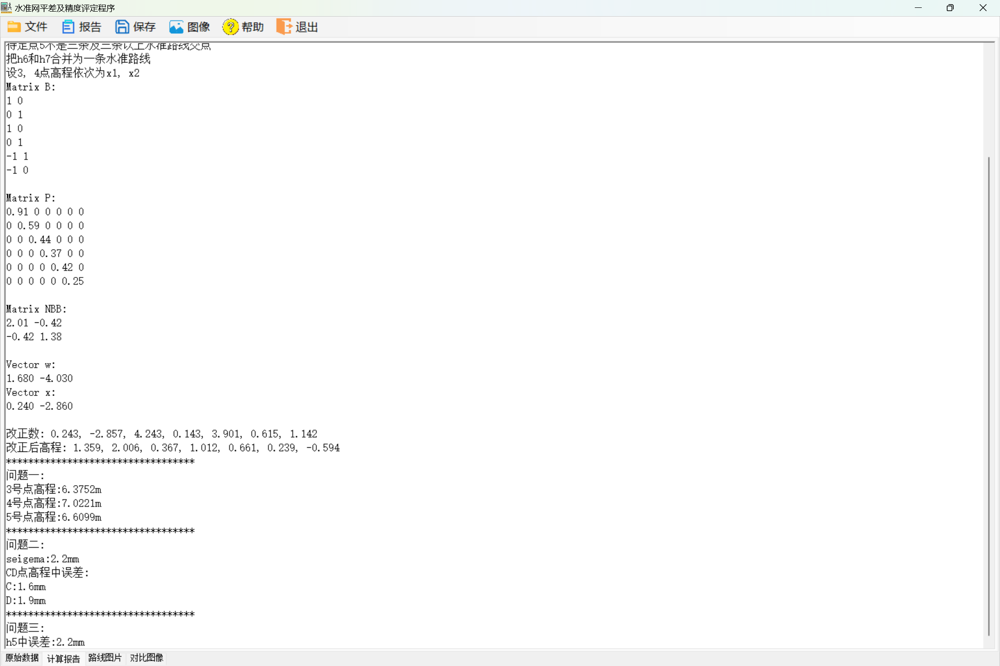 水准网平差及精度评定程序
文件 报告 保存 图像 帮助 退出
待定点5不是三条及三条以上水准路线交点
把h6和h7合并为一条水准路线
设3, 4点高程依次为x1, x2
Matrix B:
1 0
0 1
1 0
0 1
-1 1
-1 0
Matrix P:
0.91 0 0 0 0 0
0 0.59 0 0 0 0
0 0 0.44 0 0 0
0 0 0 0.37 0 0
0 0 0 0 0.42 0
0 0 0 0 0 0.25
Matrix NBB:
2.01 -0.42
-0.42 1.38
Vector w:
1.680 -4.030
Vector x:
0.240 -2.860
改正数: 0.243, -2.857, 4.243, 0.143, 3.901, 0.615, 1.142
改正后高程: 1.359, 2.006, 0.367, 1.012, 0.661, 0.239, -0.594
**********************************
问题一:
3号点高程:6.3752m
4号点高程:7.0221m
5号点高程:6.6099m
**********************************
问题二:
seigema:2.2mm
CD点高程中误差:
C:1.6mm
D:1.9mm
**********************************
问题三:
h5中误差:2.2mm
原始数据 计算报告 路线图片 对比图像